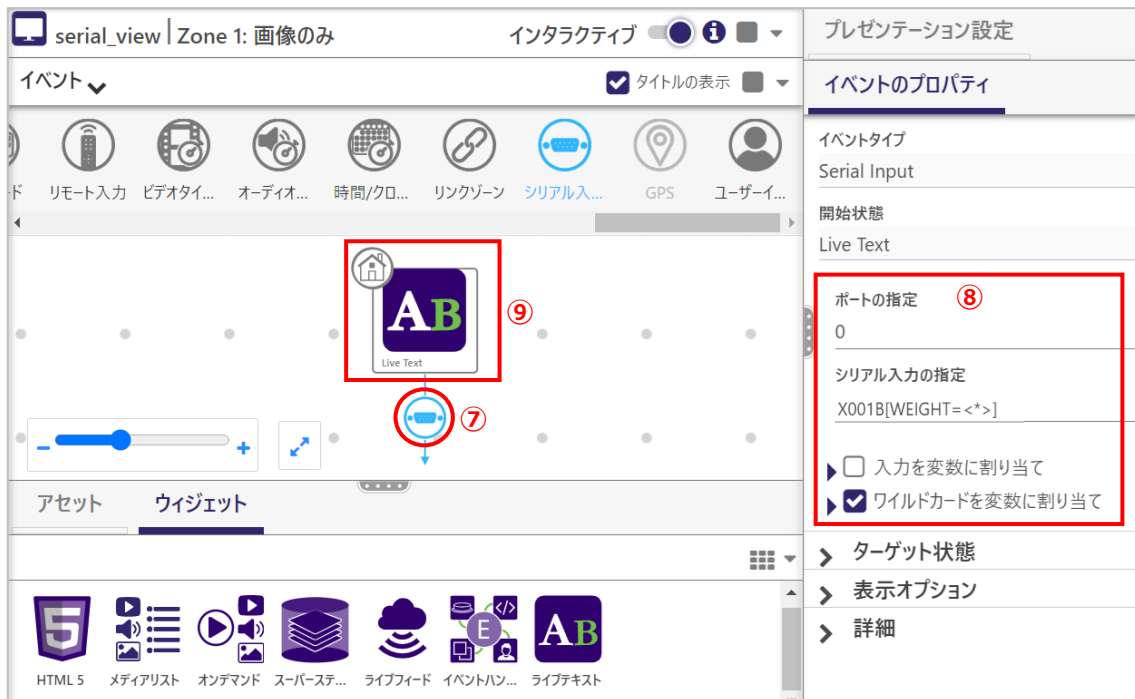 serial_view | Zone 1: 画像のみ
インタラクティブ
イベント
タイトルの表示
ド
リモート入力
ビデオタイ...
オーディオ...
時間/クロ...
リンクゾーン
シリアル入...
GPS
ユーザーイ...
AB
Live Text
⑨
⑦
アセット
ウィジェット
5
HTML 5
メディアリスト
オンデマンド
スーパーステ...
ライブフィード
E
イベントハン...
AB
ライブテキスト
プレゼンテーション設定
イベントのプロパティ
イベントタイプ
Serial Input
開始状態
Live Text
ポートの指定
⑧
0
シリアル入力の指定
X001B[WEIGHT=<*>]
入力を変数に割り当て
ワイルドカードを変数に割り当て
ターゲット状態
表示オプション
詳細